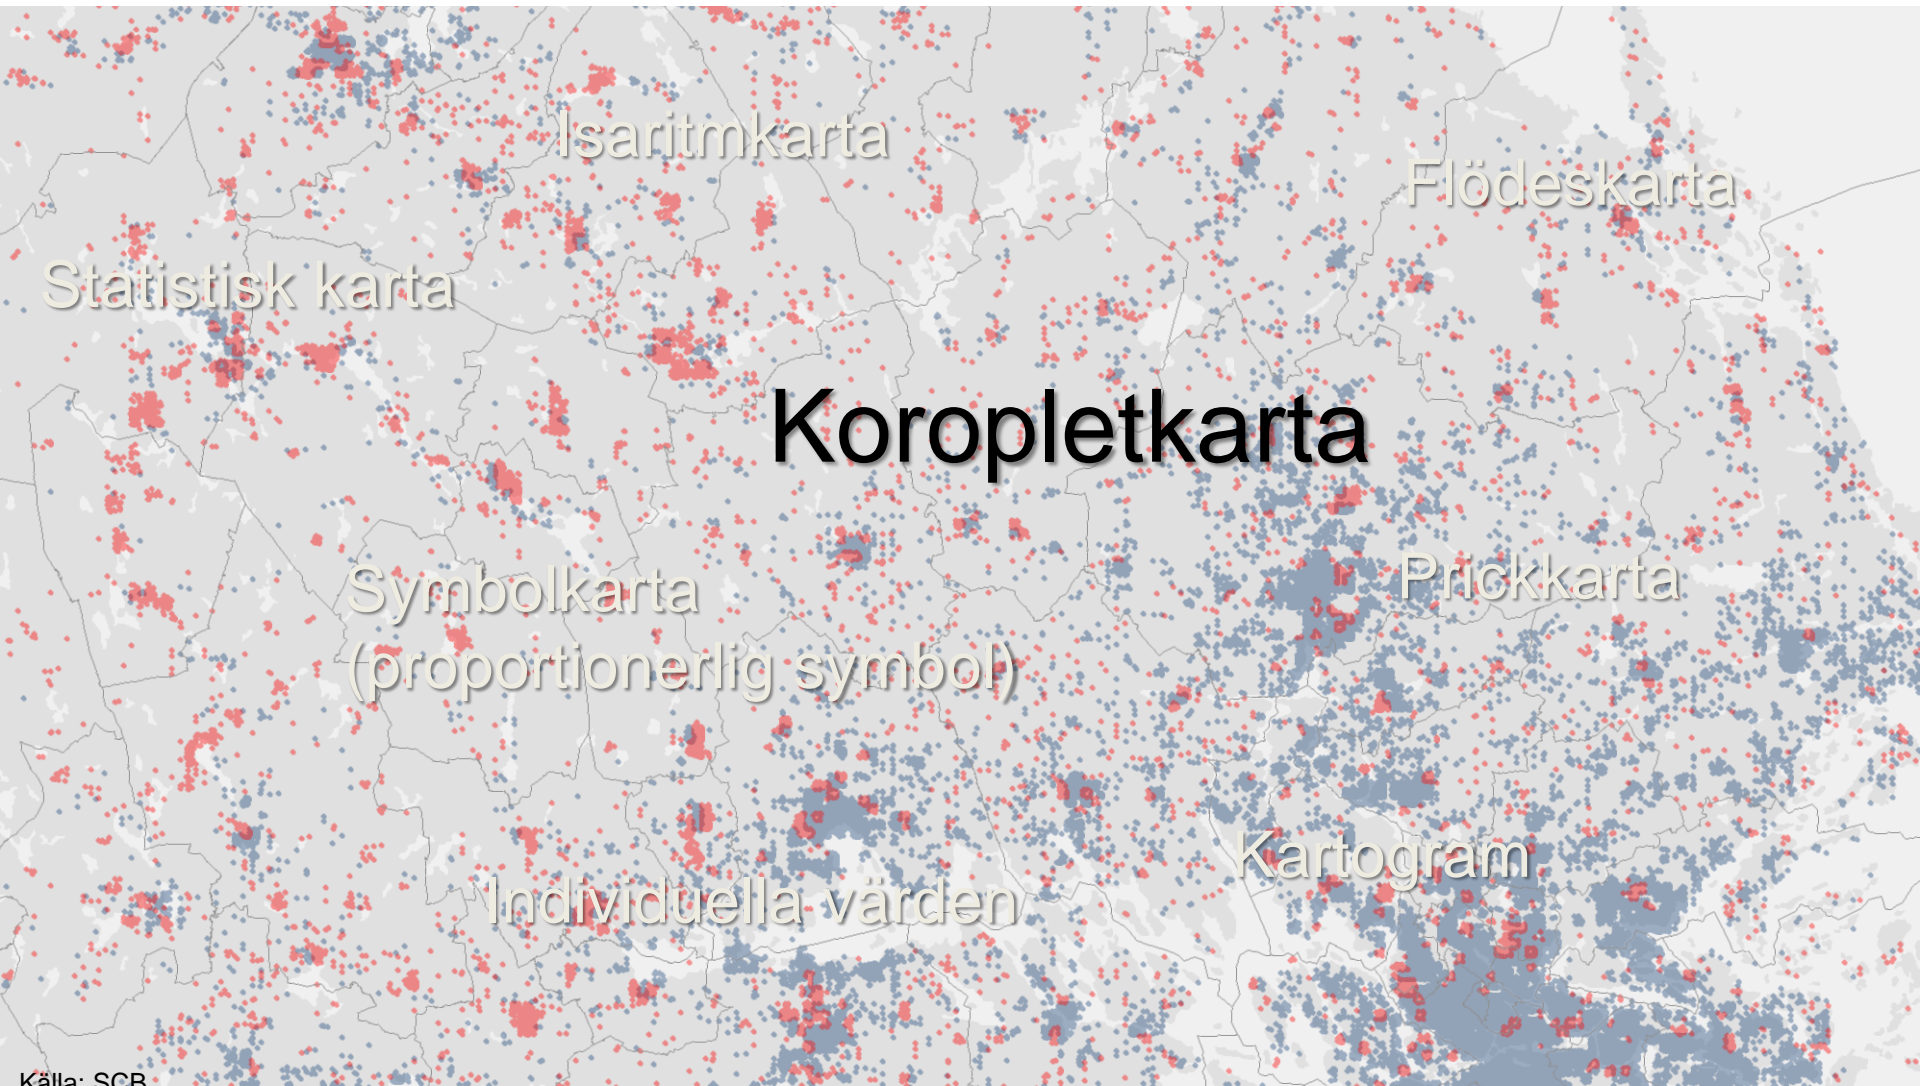 Isaritmkarta
Flödeskarta
Statistisk karta
Koropletkarta
Prickkarta
Symbolkarta
(proportionerlig symbol)
Kartogram
Individuella värden
Källa: SCB